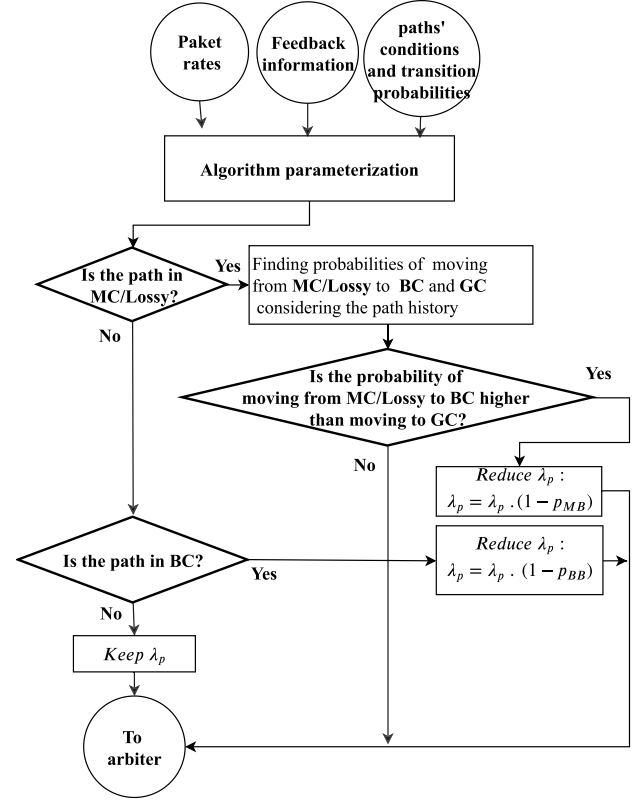 Paket
rates
Feedback
information
paths'
conditions
and transition
probabilities
Algorithm parameterization
Is the path in
MC/Lossy?
Yes
No
Finding probabilities of moving
from MC/Lossy to BC and GC
considering the path history
Is the probability of
moving from MC/Lossy to BC higher
than moving to GC?
Yes
No
Reduce λp :
λp = λp . (1 − pMB)
Reduce λp :
λp = λp . (1 − pBB)
Is the path in BC?
Yes
No
Keep λp
To
arbiter